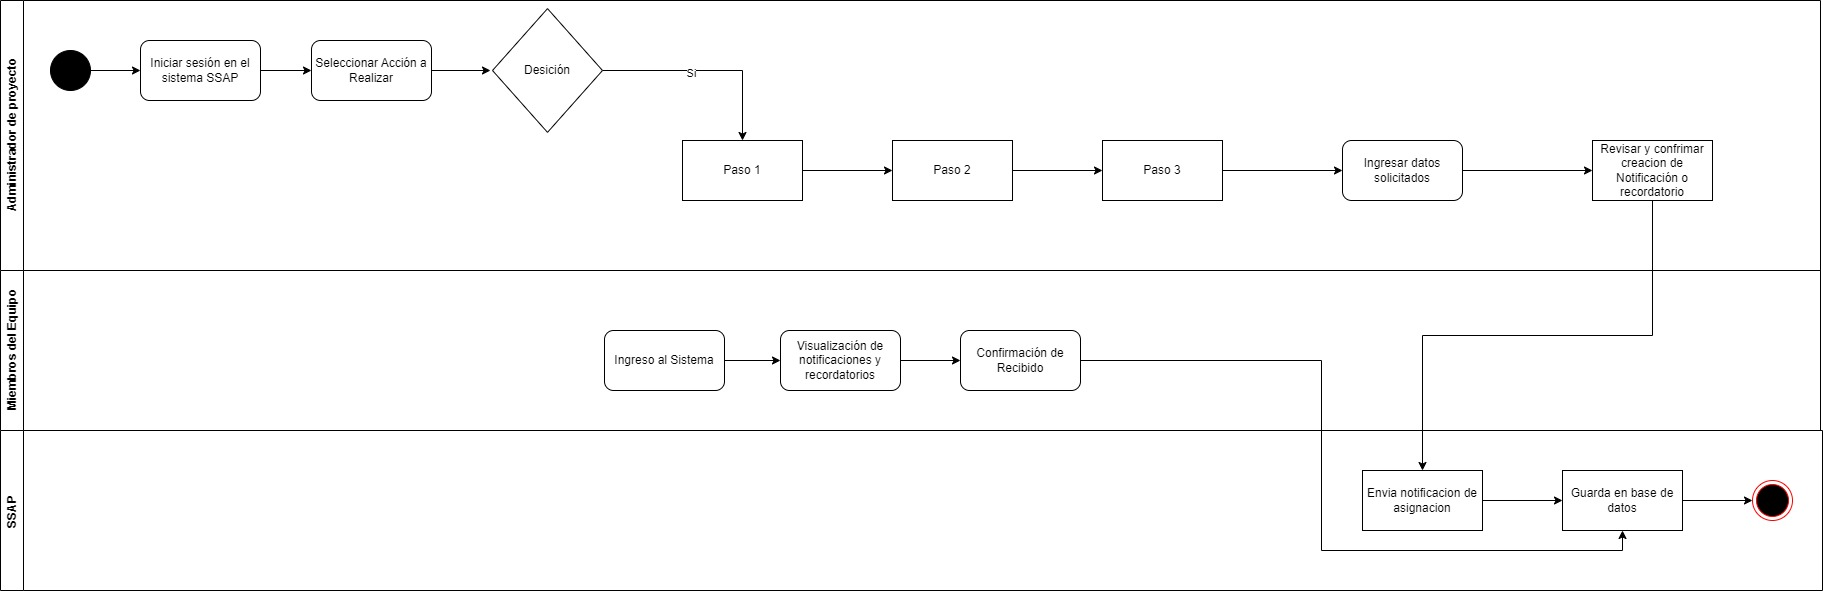 Administrador de proyecto
Iniciar sesión en el
sistema SSAP
Seleccionar Acción a
Realizar
Desición
Si
Paso 1
Paso 2
Paso 3
Ingresar datos
solicitados
Revisar y confrimar
creacion de
Notificación o
recordatorio
Miembros del Equipo
Ingreso al Sistema
Visualización de
notificaciones y
recordatorios
Confirmación de
Recibido
SSAP
Envia notificacion de
asignacion
Guarda en base de
datos